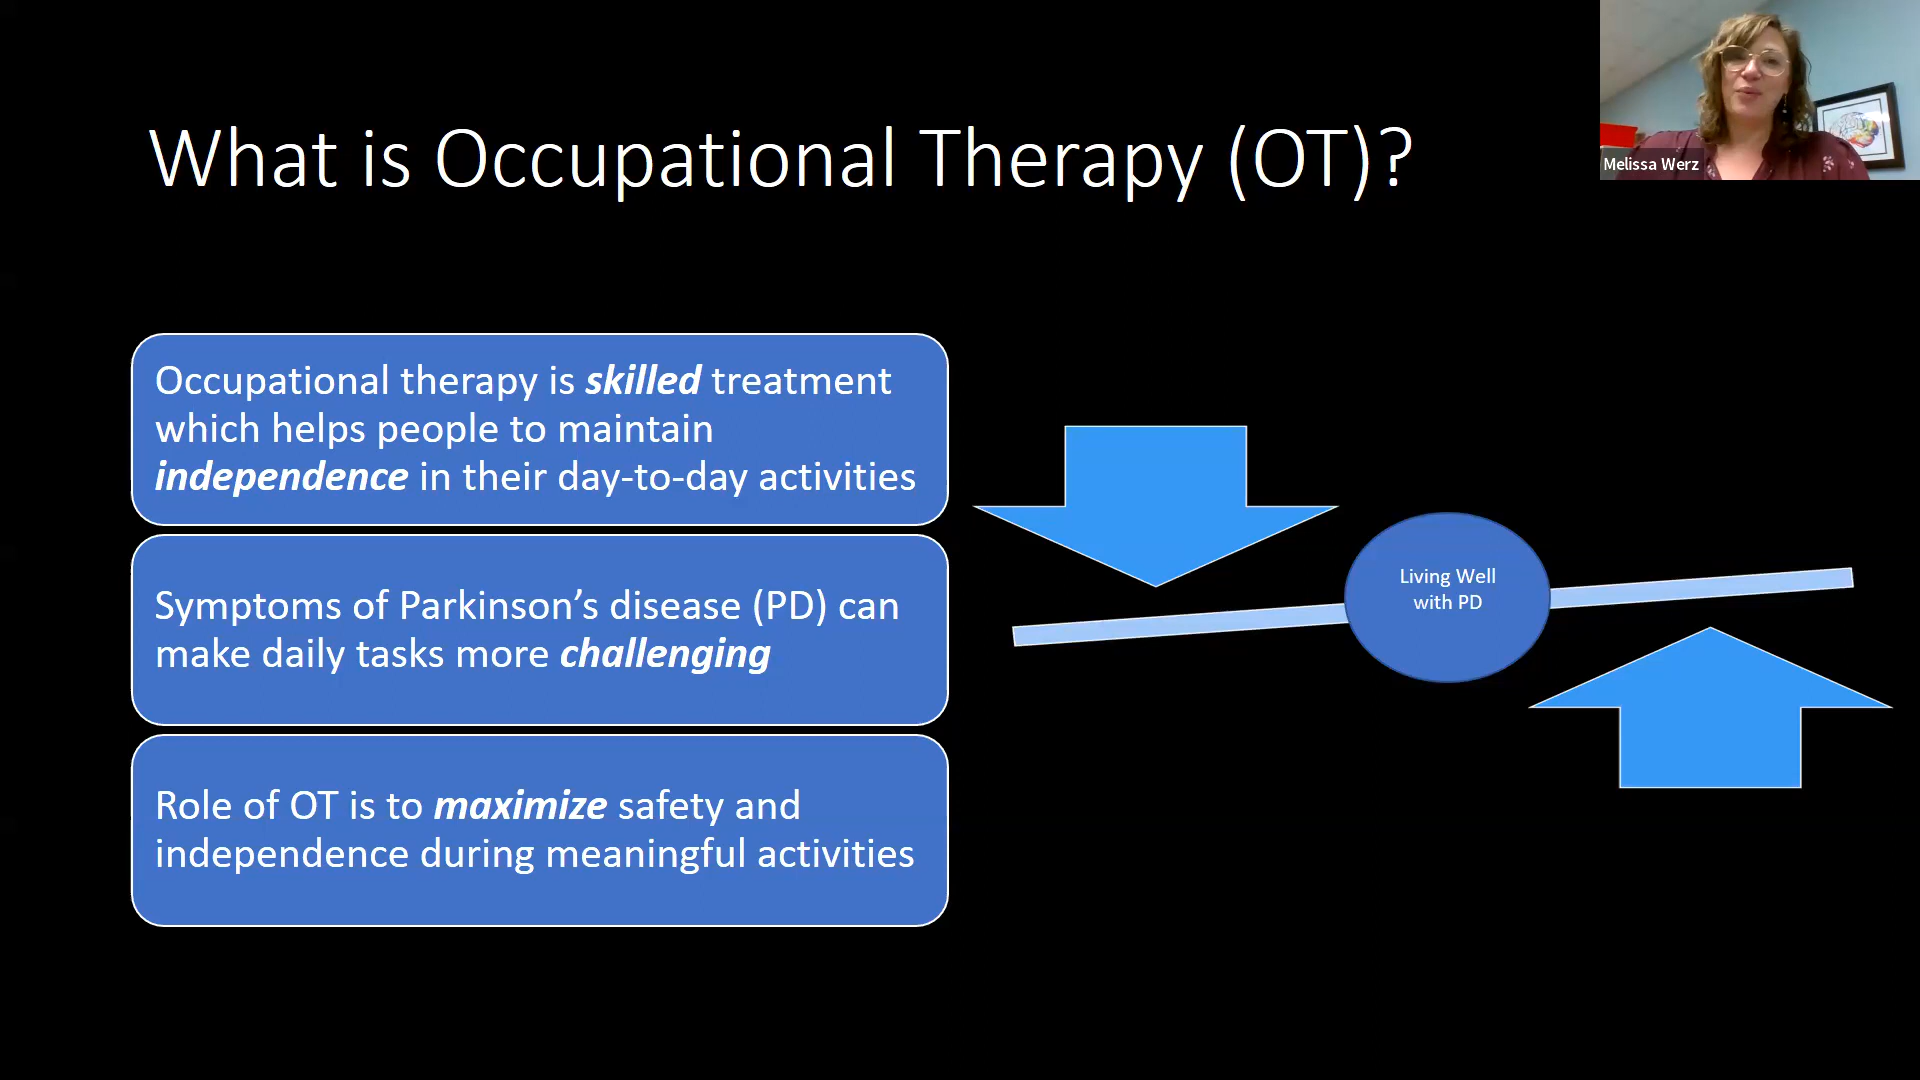 What is Occupational Therapy (OT)?
Melissa Werz
Occupational therapy is skilled treatment
which helps people to maintain
independence in their day-to-day activities
Symptoms of Parkinson’s disease (PD) can
make daily tasks more challenging
Role of OT is to maximize safety and
independence during meaningful activities
Living Well
with PD